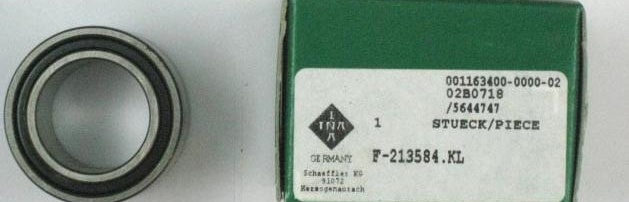 001163400-0000-02
02B0718
/5644747
I
INA
A
1 STUECK/PIECE
GERMANY F-213584.KL
Schaeffler KG
91072
Herzogenaurach